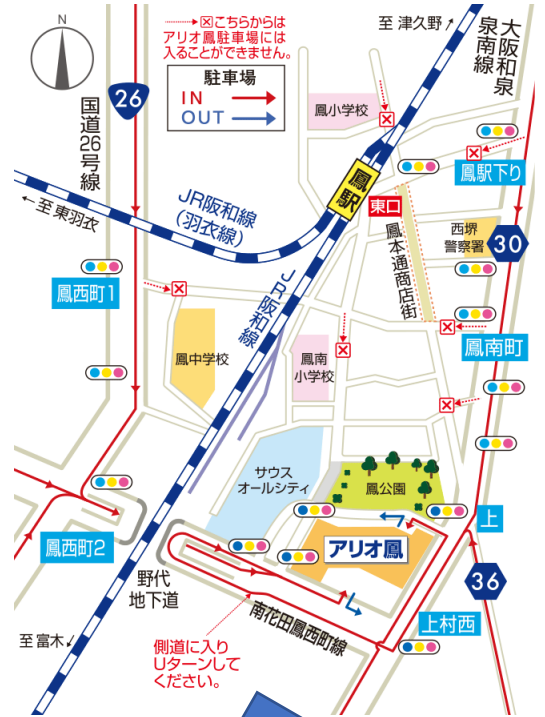 N
こちらからは
アリオ鳳駐車場には
入ることができません。
至 津久野
大阪和泉
泉南線
駐車場
IN
OUT
26
国道26号線
鳳小学校
鳳駅
鳳駅下り
東口
JR阪和線
(羽衣線)
至 東羽衣
鳳本通商店街
西堺
警察署
30
鳳西町1
JR阪和線
鳳南町
鳳中学校
鳳南
小学校
サウス
オールシティ
鳳公園
上
鳳西町2
アリオ鳳
36
野代
地下道
南花田鳳西町線
上村西
至 富木
側道に入り
Uターンして
ください。